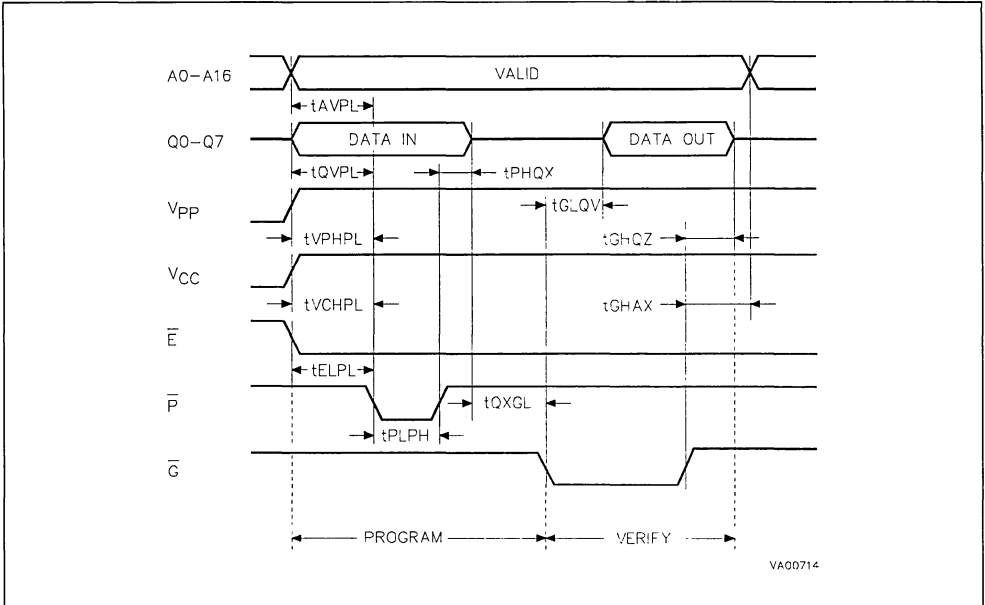 A0-A16
VALID
tAVPL
Q0-Q7
DATA IN
DATA OUT
tQVPL
tPHQX
VPP
tGLQV
tVPHPL
tGHQZ
VCC
tVCHPL
tGHAX
E
tELPL
P
tQXGL
tPLPH
G
PROGRAM
VERIFY
VA00714